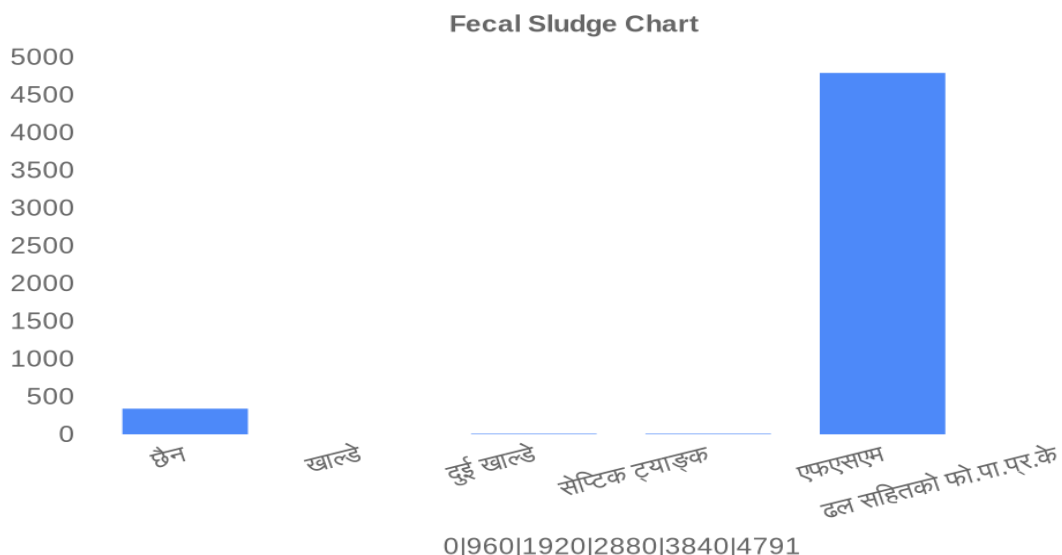 Fecal Sludge Chart
5000
4500
4000
3500
3000
2500
2000
1500
1000
500
0
छैन
खाल्डे
दुई खाल्डे
सेप्टिक ट्याङ्क
एफएसएम
ढल सहितको फो.पा.प्र.के
0|960|1920|2880|3840|4791